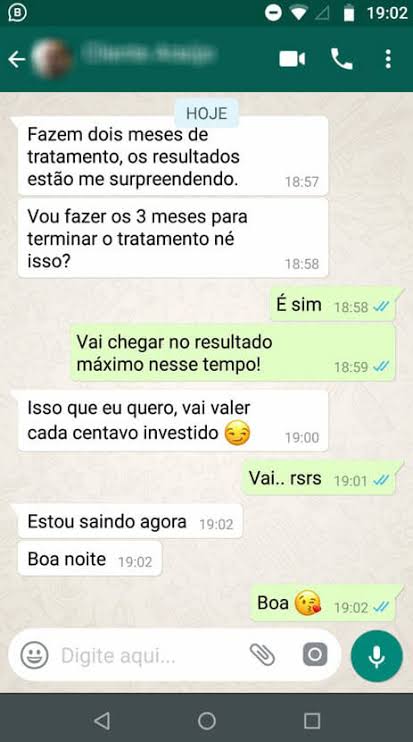 19:02
HOJE
Fazem dois meses de
tratamento, os resultados
estão me surpreendendo. 18:57
Vou fazer os 3 meses para
terminar o tratamento né
isso? 18:58
É sim 18:58
Vai chegar no resultado
máximo nesse tempo! 18:59
Isso que eu quero, vai valer
cada centavo investido 😏 19:00
Vai.. rsrs 19:01
Estou saindo agora 19:02
Boa noite 19:02
Boa 😘 19:02
Digite aqui...